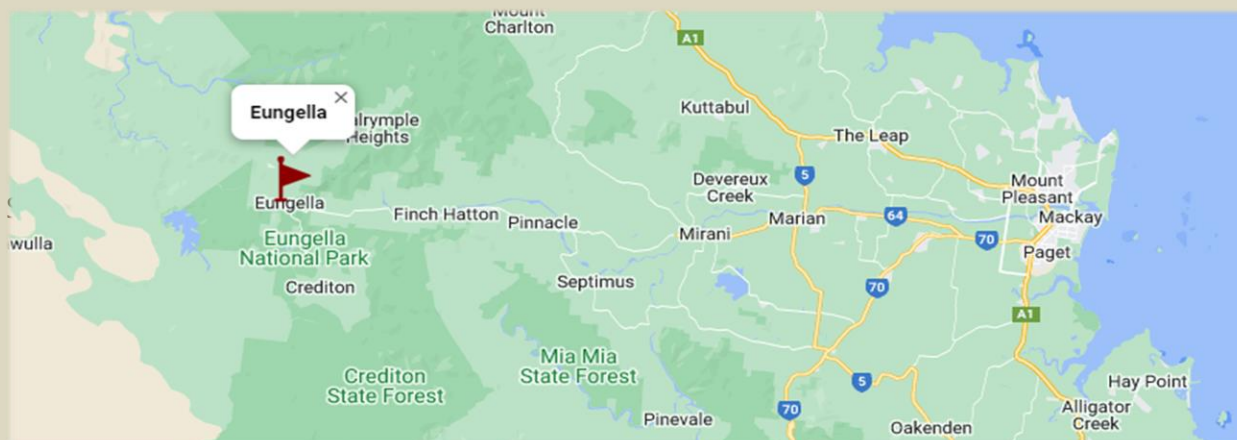 Mount
Charlton
A1
Eungella
×
alrymple
Heights
Kuttabul
The Leap
5
Devereux
Creek
Mount
Pleasant
Eungella
Finch Hatton
Pinnacle
Marian
64
Mackay
Mirani
70
wulla
Eungella
National Park
Paget
Crediton
Septimus
70
A1
Mia Mia
State Forest
Crediton
State Forest
5
Hay Point
70
Alligator
Creek
Pinevale
Oakenden